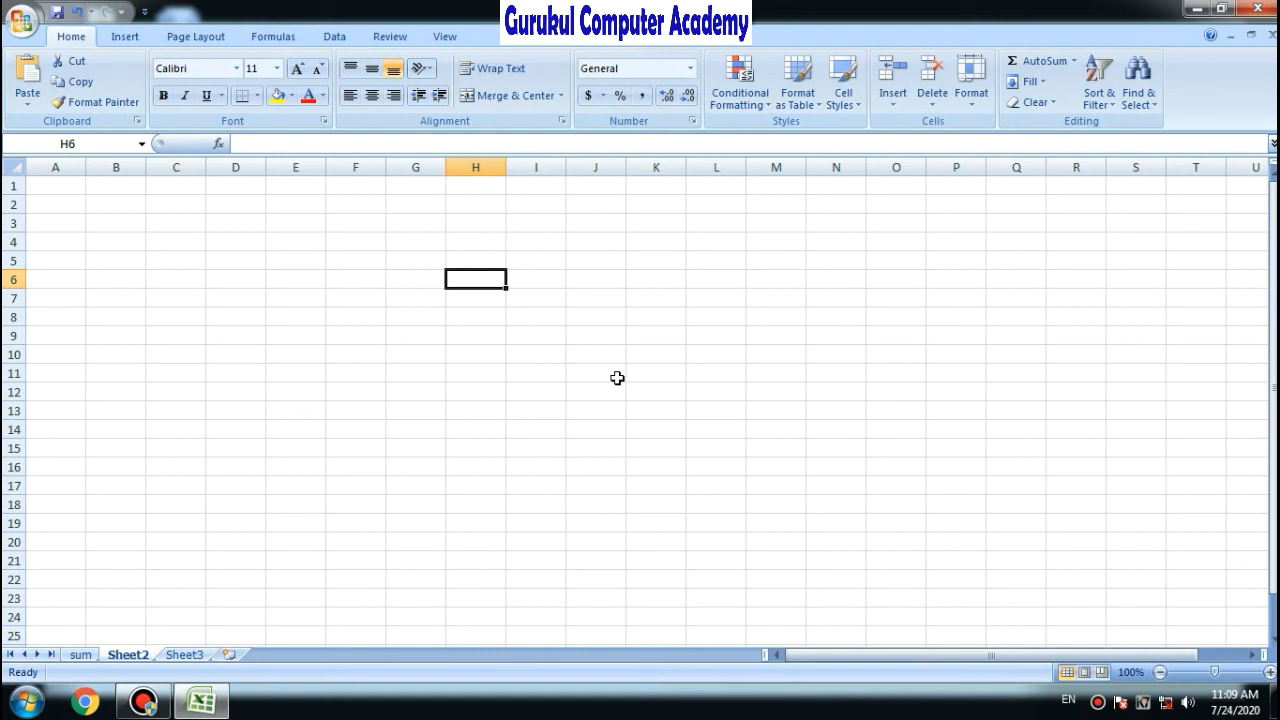 Gurukul Computer Academy
Home Insert Page Layout Formulas Data Review View
Paste
Cut
Copy
Format Painter
Clipboard
Calibri 11
B I U A
Font
Wrap Text
Merge & Center
Alignment
General
$ % ,
Number
Conditional Formatting
Format as Table
Cell Styles
Styles
Insert Delete Format
Cells
Σ AutoSum
Fill
Clear
Sort & Filter
Find & Select
Editing
H6 fx
A B C D E F G H I J K L M N O P Q R S T U
1
2
3
4
5
6
7
8
9
10
11
12
13
14
15
16
17
18
19
20
21
22
23
24
25
sum Sheet2 Sheet3
Ready 100%
EN 11:09 AM
7/24/2020